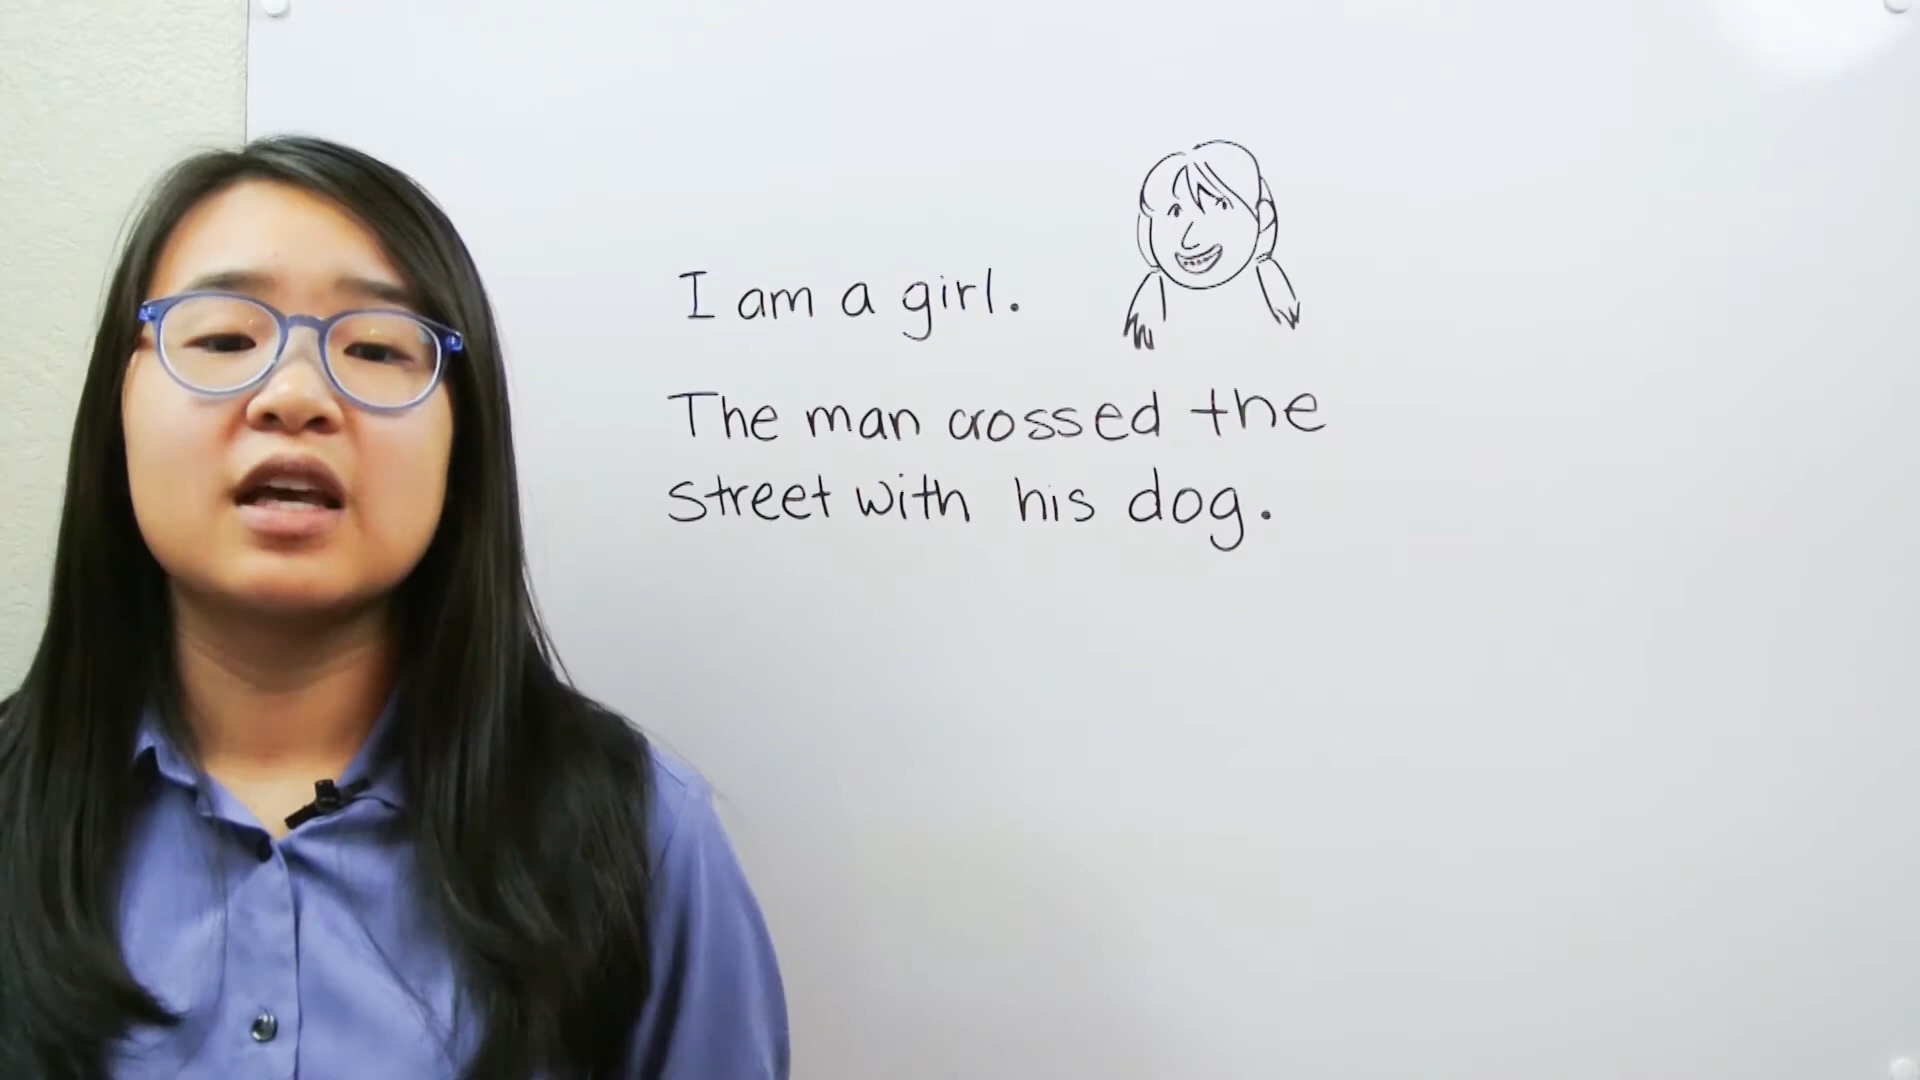 I am a girl.
The man crossed the
street with his dog.